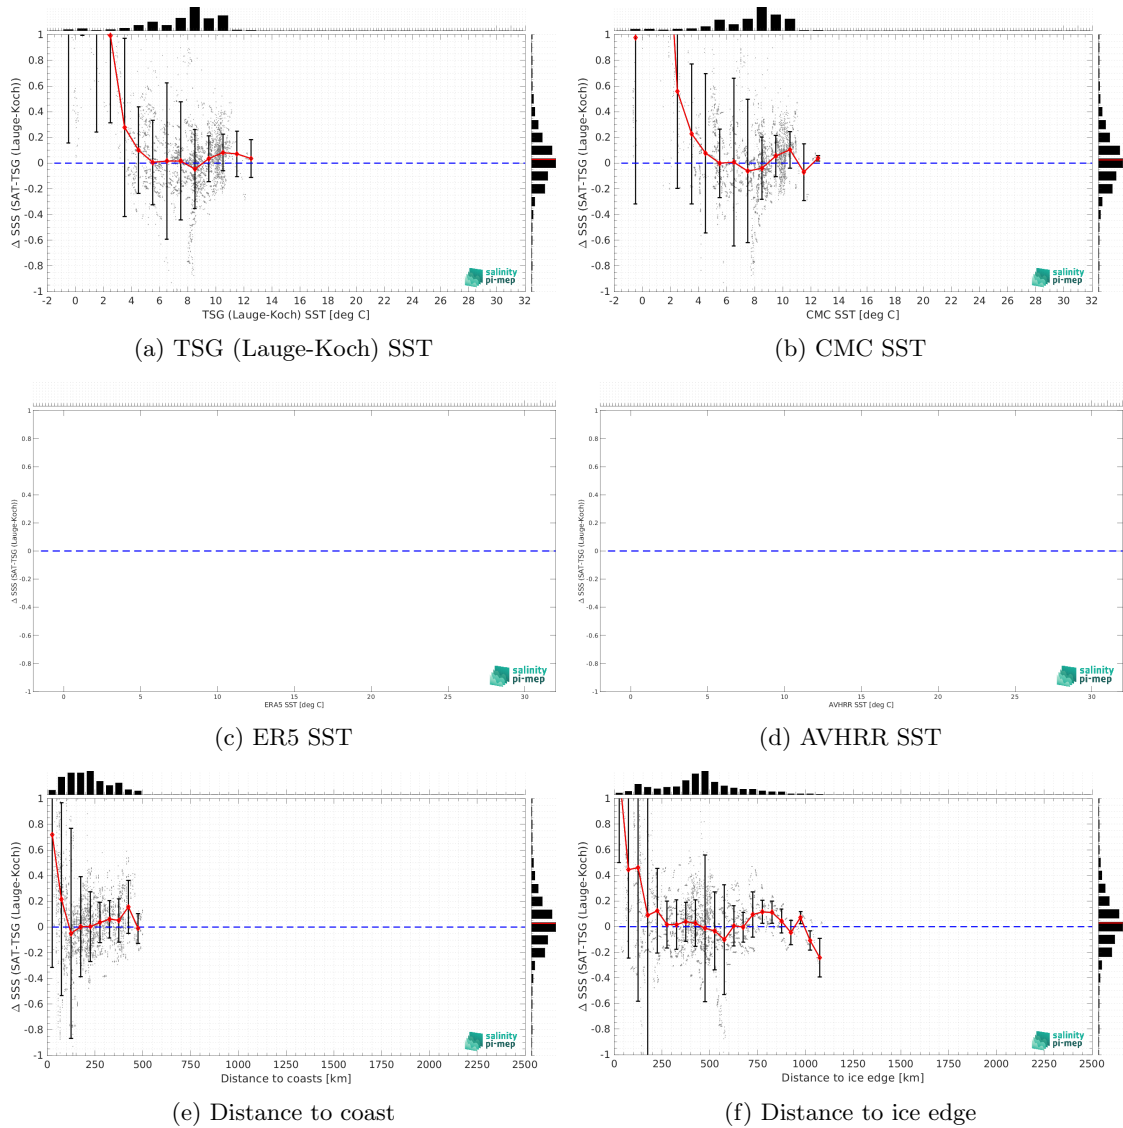 1
0.8
0.6
0.4
0.2
0
-0.2
-0.4
-0.6
-0.8
-1
Δ SSS (SAT-TSG (Lauge-Koch))
salinity
pi-mep
-2 0 2 4 6 8 10 12 14 16 18 20 22 24 26 28 30 32
TSG (Lauge-Koch) SST [deg C]
(a) TSG (Lauge-Koch) SST
1
0.8
0.6
0.4
0.2
0
-0.2
-0.4
-0.6
-0.8
-1
Δ SSS (SAT-TSG (Lauge-Koch))
salinity
pi-mep
-2 0 2 4 6 8 10 12 14 16 18 20 22 24 26 28 30 32
CMC SST [deg C]
(b) CMC SST
1
0.8
0.6
0.4
0.2
0
-0.2
-0.4
-0.6
-0.8
-1
Δ SSS (SAT-TSG (Lauge-Koch))
salinity
pi-mep
0 5 10 15 20 25 30
ERA5 SST [deg C]
(c) ER5 SST
1
0.8
0.6
0.4
0.2
0
-0.2
-0.4
-0.6
-0.8
-1
Δ SSS (SAT-TSG (Lauge-Koch))
salinity
pi-mep
0 5 10 15 20 25 30
AVHRR SST [deg C]
(d) AVHRR SST
1
0.8
0.6
0.4
0.2
0
-0.2
-0.4
-0.6
-0.8
-1
Δ SSS (SAT-TSG (Lauge-Koch))
salinity
pi-mep
0 250 500 750 1000 1250 1500 1750 2000 2250 2500
Distance to coasts [km]
(e) Distance to coast
1
0.8
0.6
0.4
0.2
0
-0.2
-0.4
-0.6
-0.8
-1
Δ SSS (SAT-TSG (Lauge-Koch))
salinity
pi-mep
0 250 500 750 1000 1250 1500 1750 2000 2250 2500
Distance to ice edge [km]
(f) Distance to ice edge